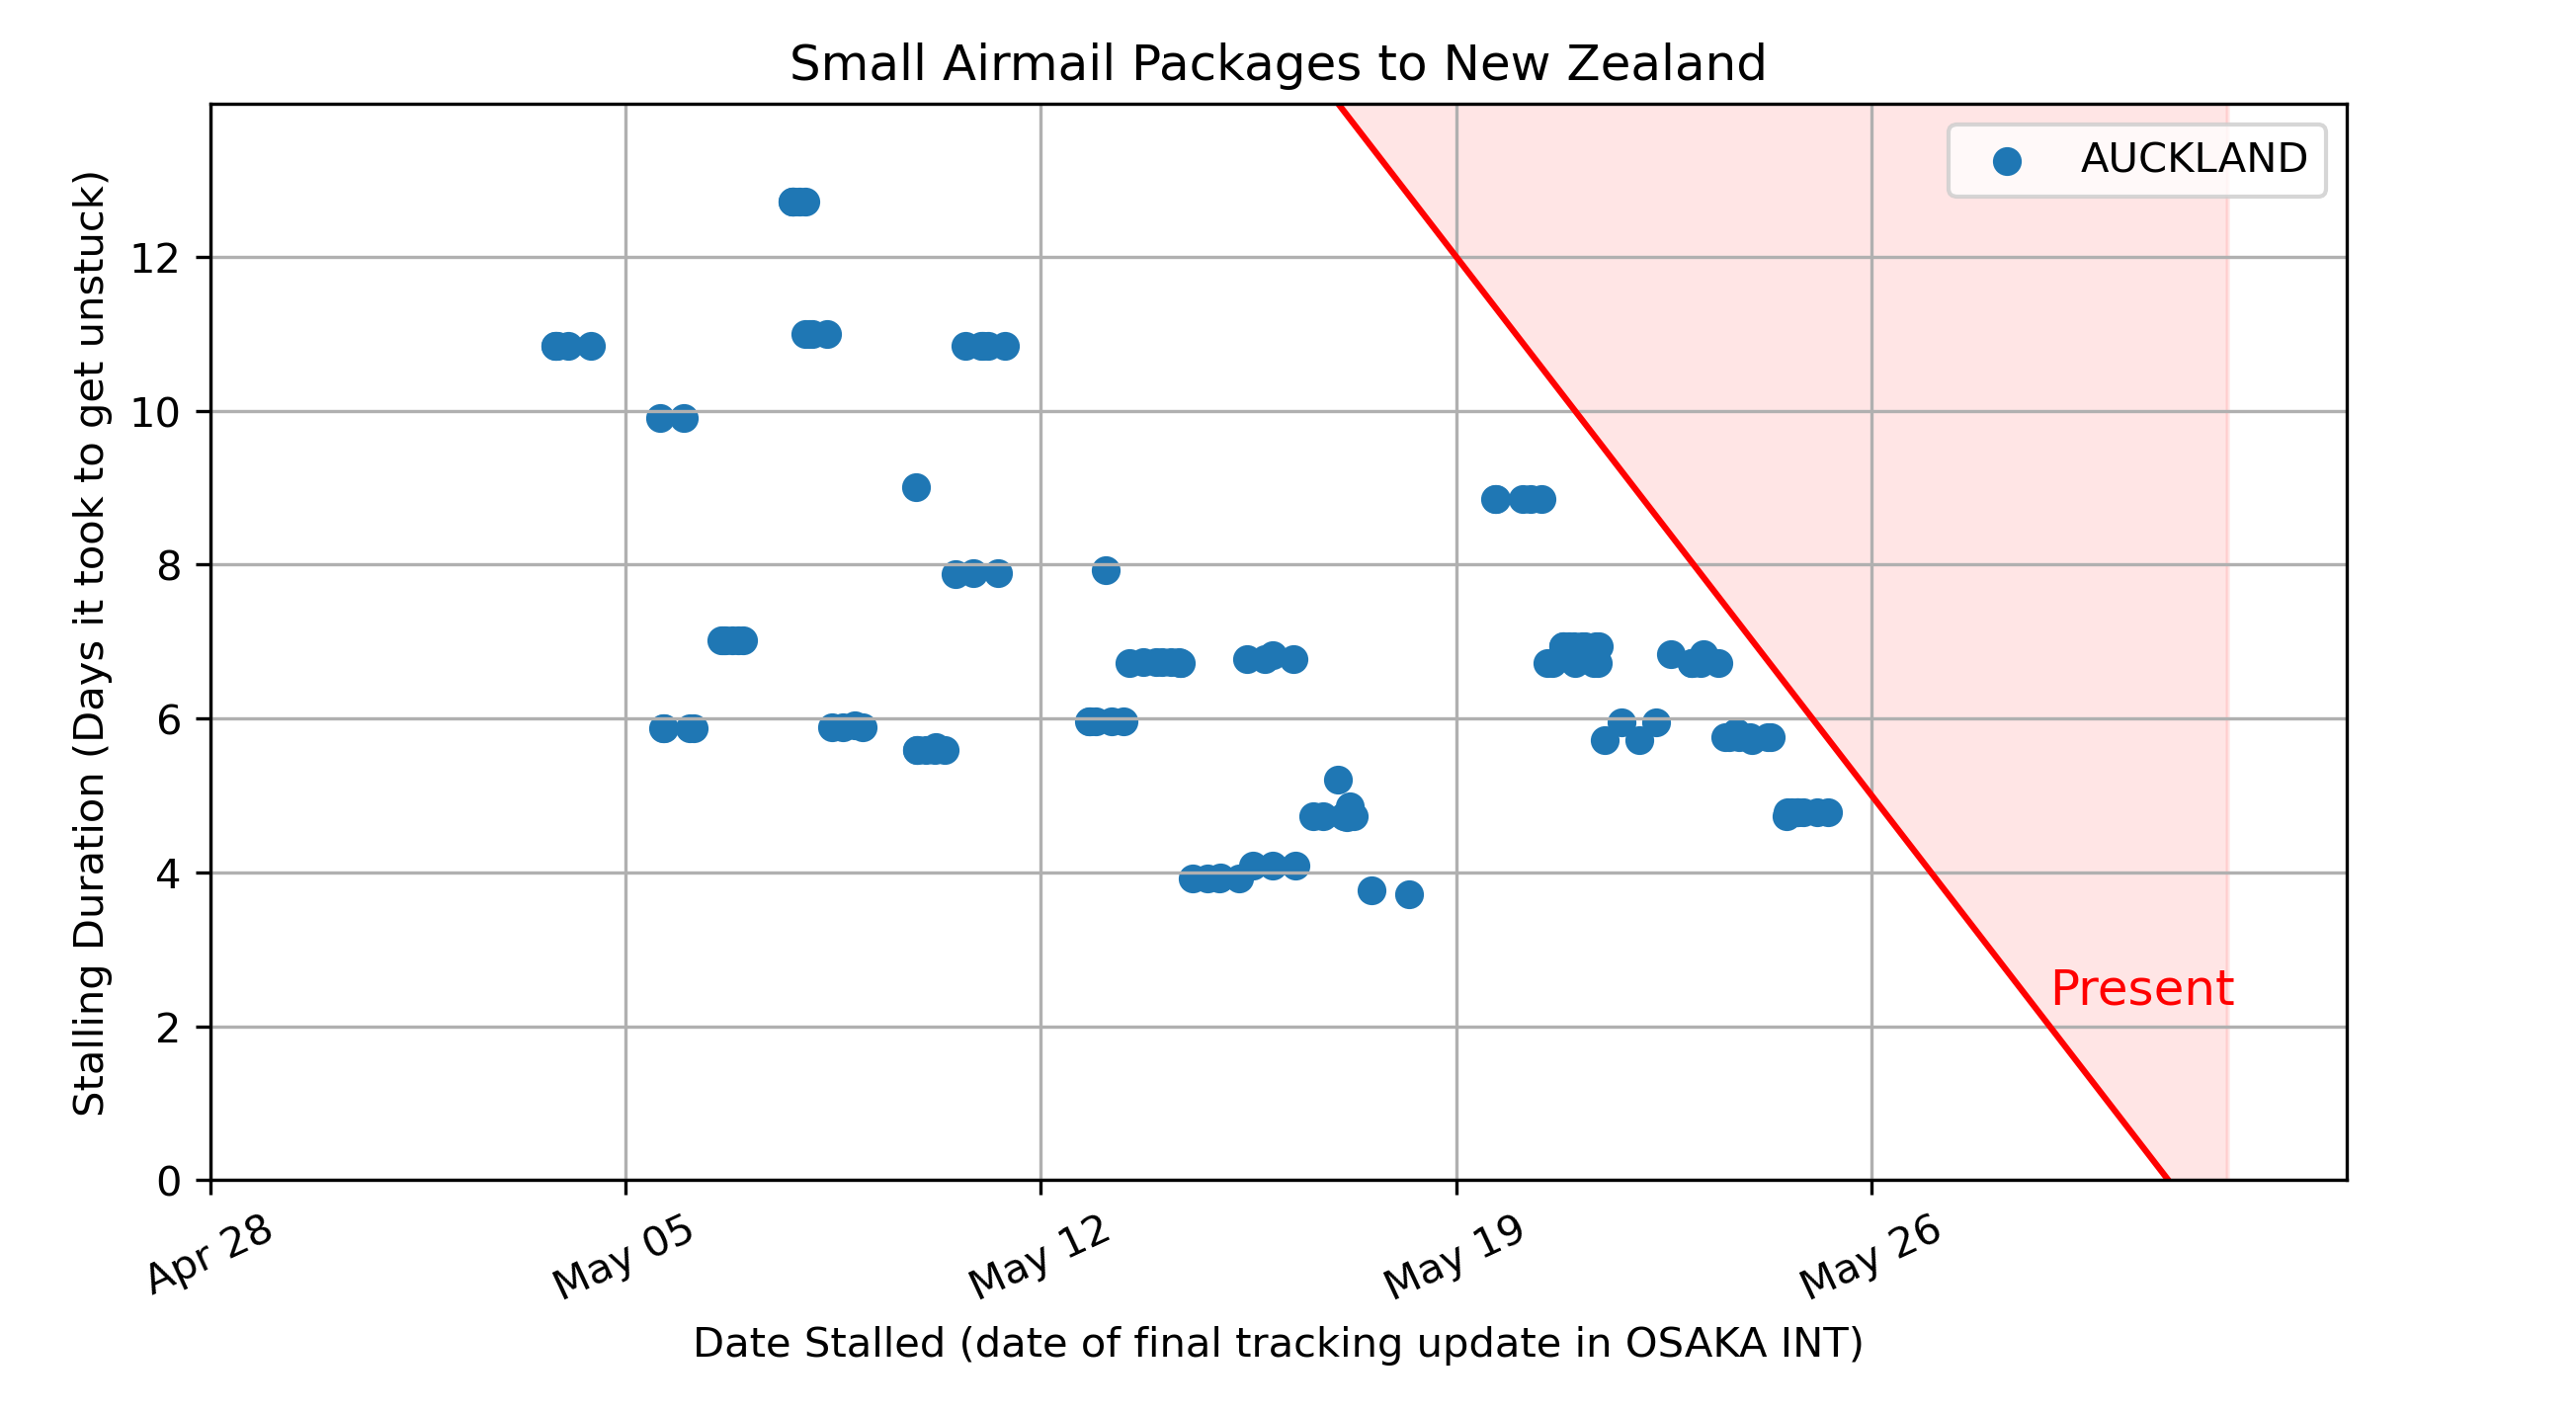 Small Airmail Packages to New Zealand
AUCKLAND
Stalling Duration (Days it took to get unstuck)
12
10
8
6
4
2
0
Present
Apr 28
May 05
May 12
May 19
May 26
Date Stalled (date of final tracking update in OSAKA INT)